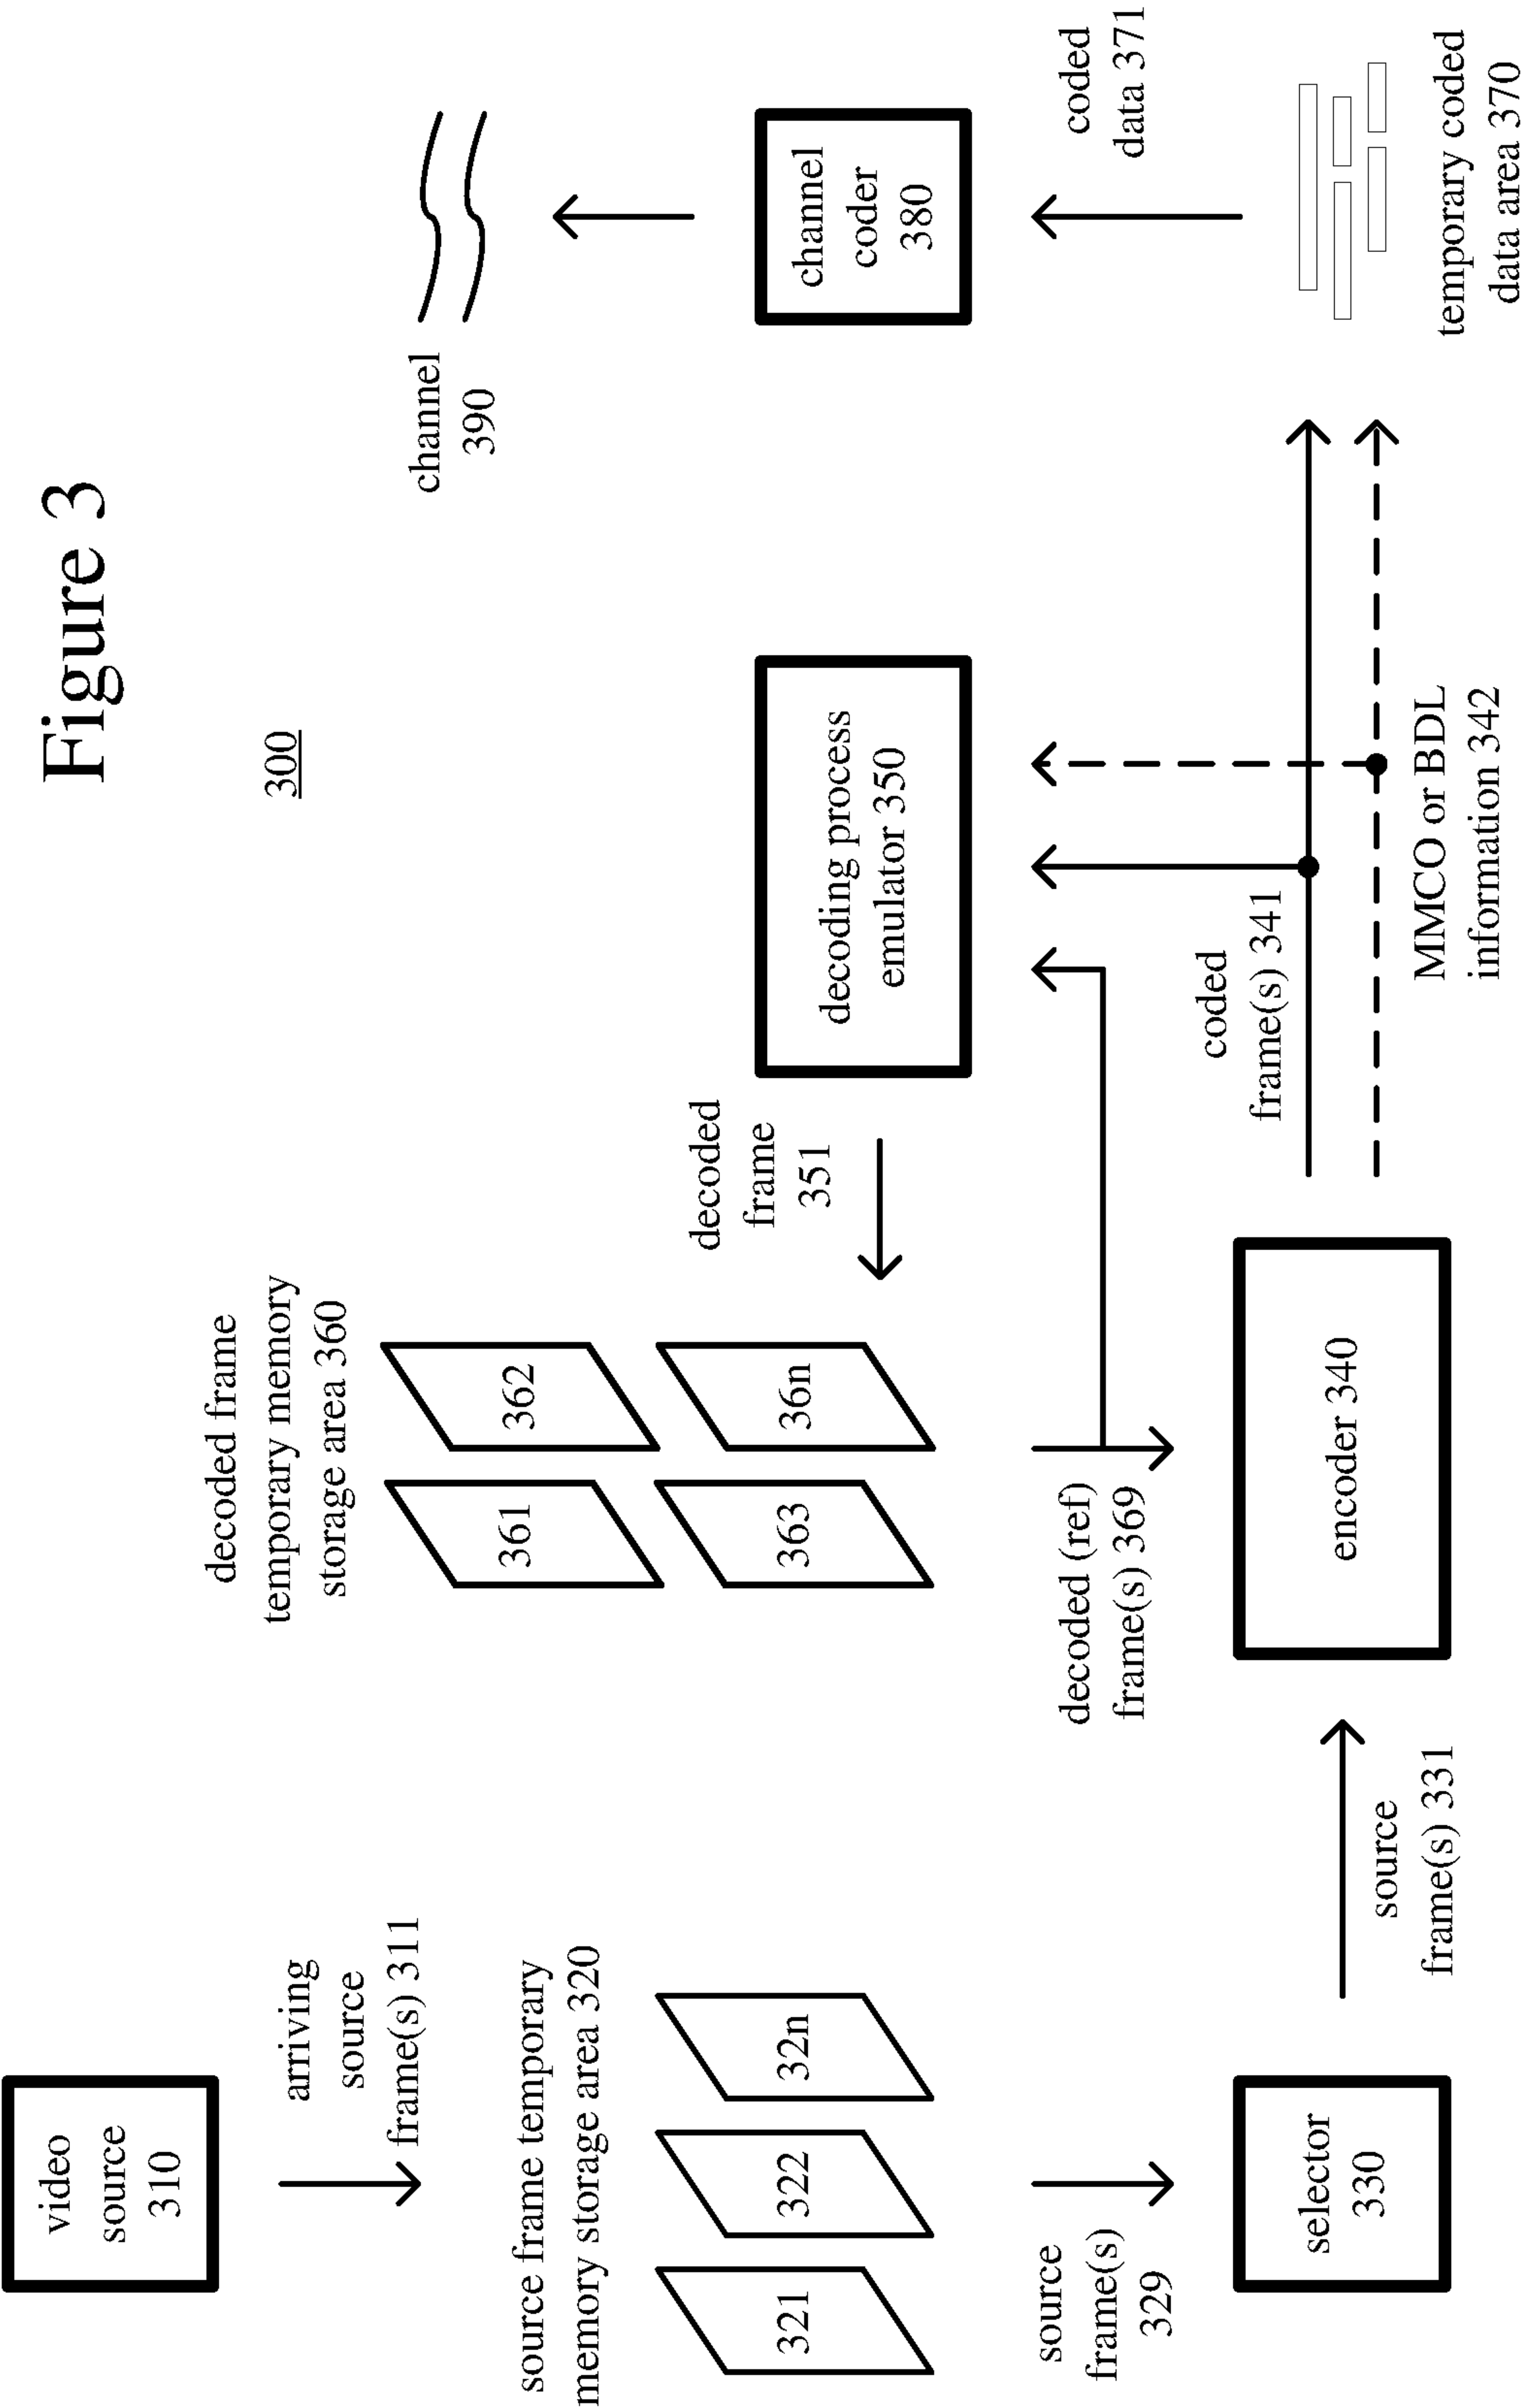 Figure 3
300
video
source
310
arriving
source
frame(s) 311
source frame temporary
memory storage area 320
321
322
32n
source
frame(s)
329
selector
330
source
frame(s) 331
decoded frame
temporary memory
storage area 360
361
362
363
36n
decoded (ref)
frame(s) 369
encoder 340
decoded
frame
351
decoding process
emulator 350
coded
frame(s) 341
MMCO or BDL
information 342
channel
390
channel
coder
380
coded
data 371
temporary coded
data area 370